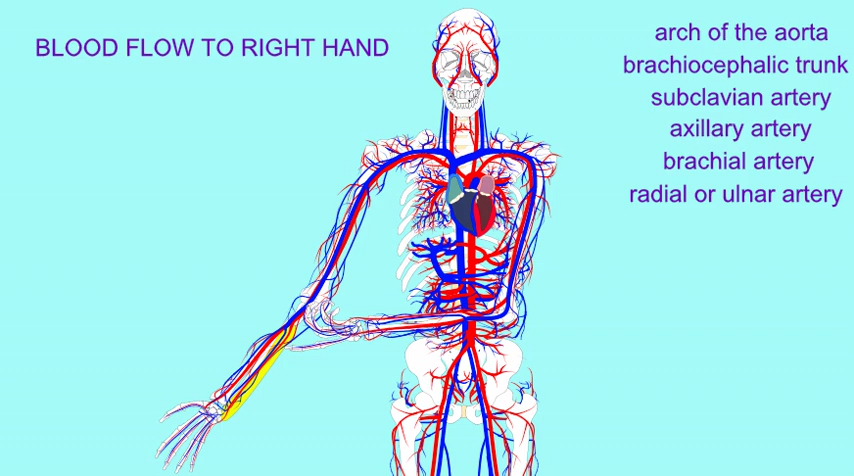 BLOOD FLOW TO RIGHT HAND
arch of the aorta
brachiocephalic trunk
subclavian artery
axillary artery
brachial artery
radial or ulnar artery